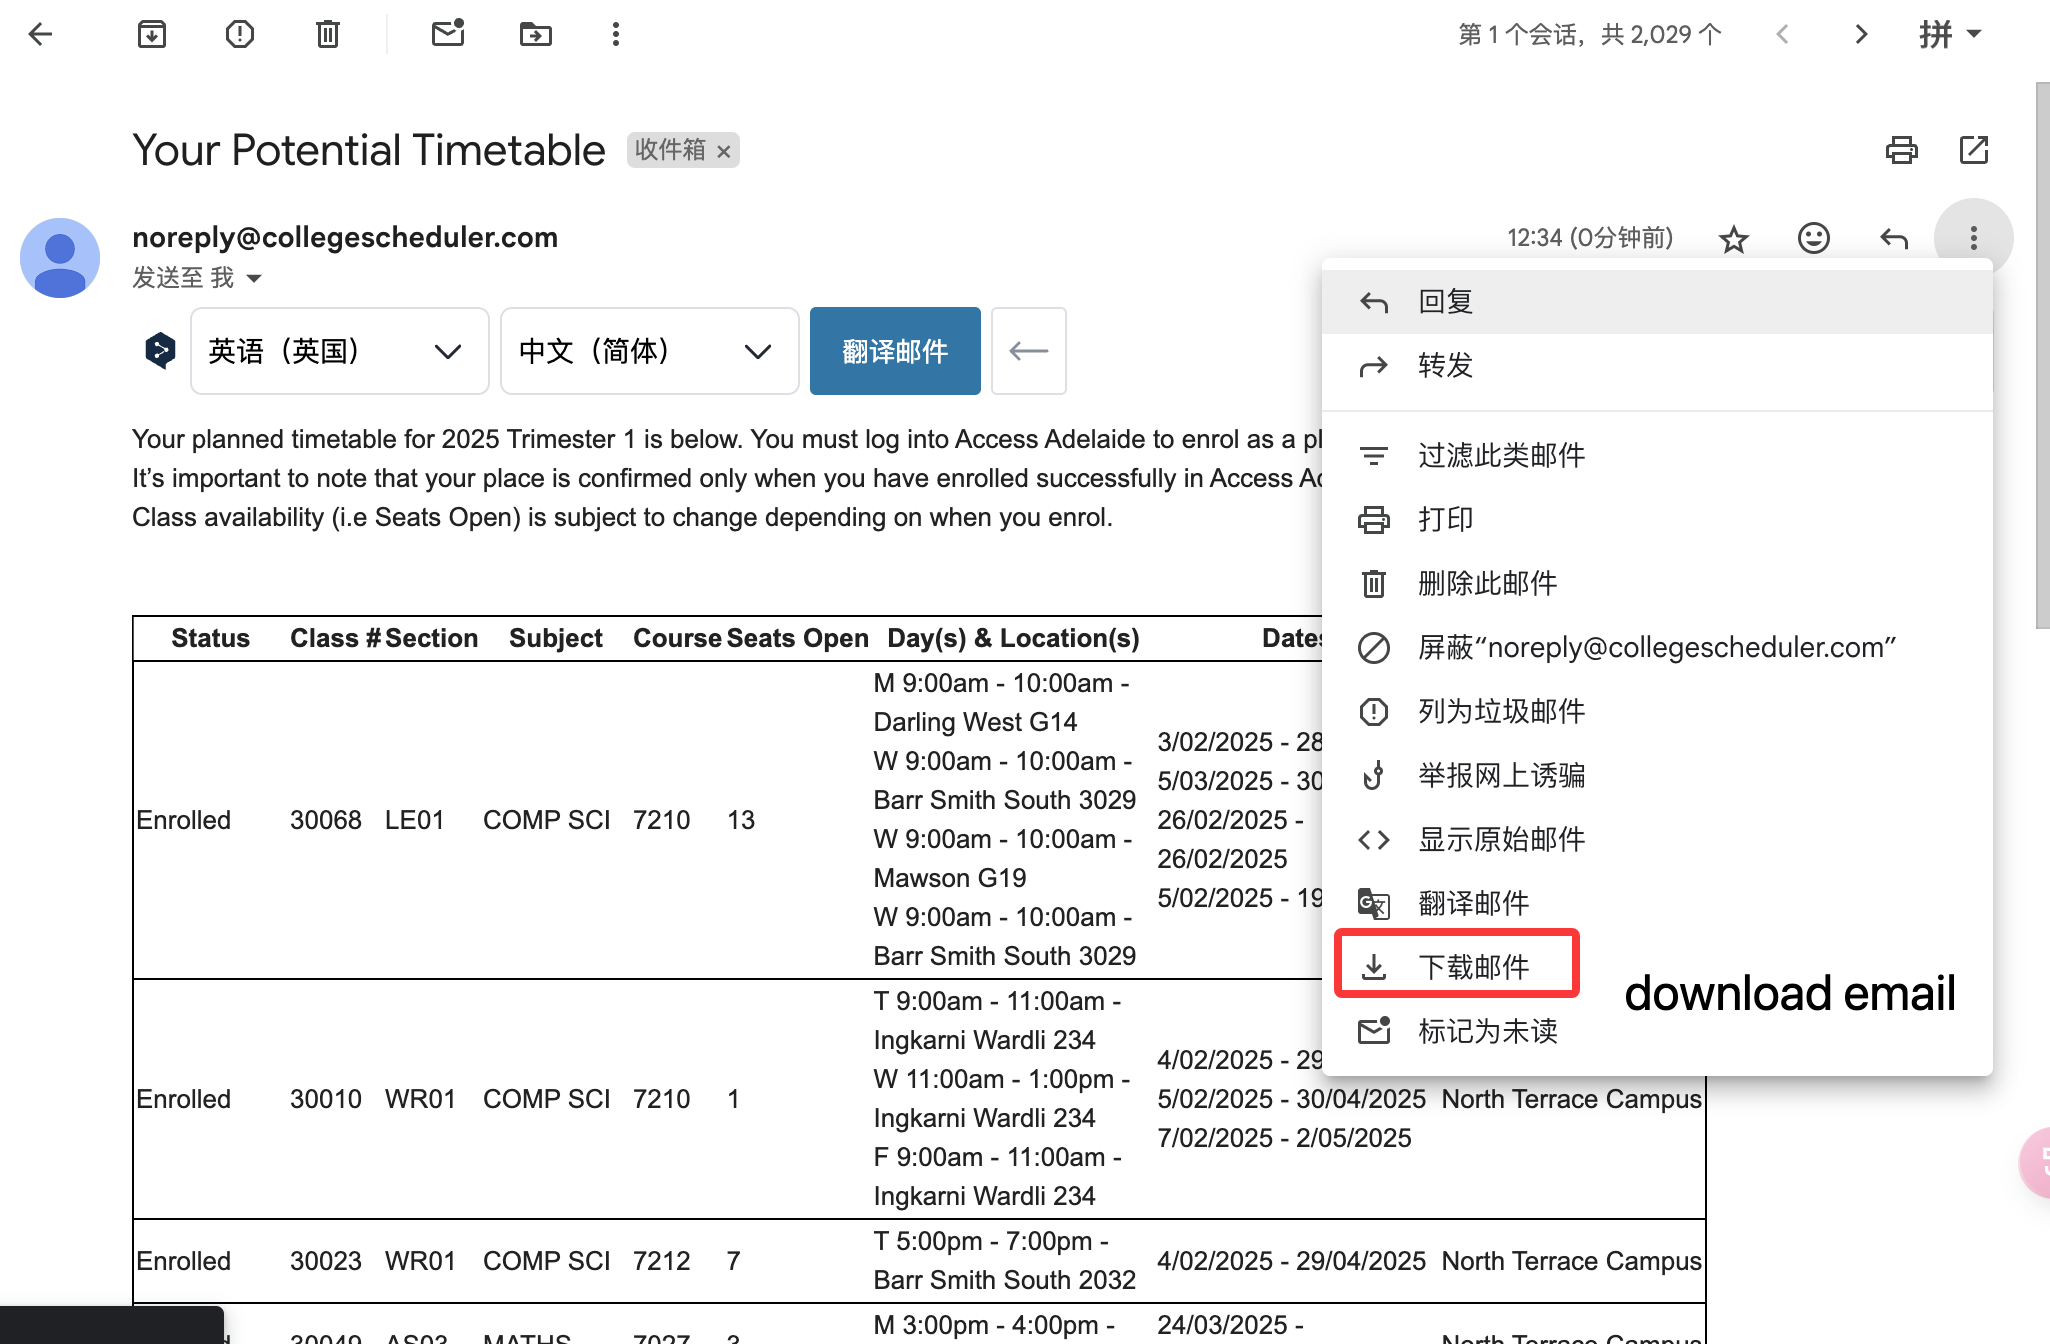 第 1 个会话，共 2,029 个
拼
Your Potential Timetable
收件箱 ×
noreply@collegescheduler.com
12:34 (0分钟前)
发送至 我
英语（英国）
中文（简体）
翻译邮件
Your planned timetable for 2025 Trimester 1 is below. You must log into Access Adelaide to enrol as a
It’s important to note that your place is confirmed only when you have enrolled successfully in Access
Class availability (i.e Seats Open) is subject to change depending on when you enrol.
回复
转发
过滤此类邮件
打印
删除此邮件
屏蔽“noreply@collegescheduler.com”
列为垃圾邮件
举报网上诱骗
显示原始邮件
翻译邮件
下载邮件
download email
标记为未读
Status Class # Section Subject Course Seats Open Day(s) & Location(s) Dates
M 9:00am - 10:00am -
Darling West G14
W 9:00am - 10:00am -
Barr Smith South 3029
W 9:00am - 10:00am -
Mawson G19
W 9:00am - 10:00am -
Barr Smith South 3029
3/02/2025 - 28
5/03/2025 - 30
26/02/2025 -
26/02/2025
5/02/2025 - 19
Enrolled 30068 LE01 COMP SCI 7210 13
T 9:00am - 11:00am -
Ingkarni Wardli 234
W 11:00am - 1:00pm -
Ingkarni Wardli 234
F 9:00am - 11:00am -
Ingkarni Wardli 234
4/02/2025 - 29
5/02/2025 - 30/04/2025 North Terrace Campus
7/02/2025 - 2/05/2025
Enrolled 30010 WR01 COMP SCI 7210 1
T 5:00pm - 7:00pm -
Barr Smith South 2032
Enrolled 30023 WR01 COMP SCI 7212 7
4/02/2025 - 29/04/2025 North Terrace Campus
M 3:00pm - 4:00pm -
24/03/2025 -
30049 AS03 MATHS 7027 3
North Terrace Campus